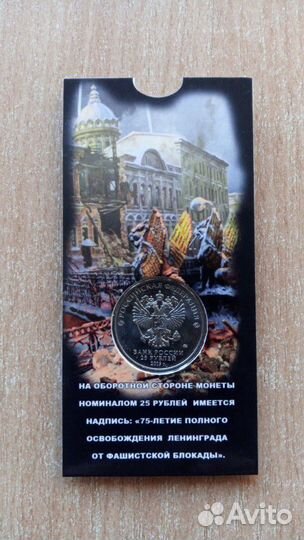 РОССИЙСКАЯ ФЕДЕРАЦИЯ
БАНК РОССИИ
25 РУБЛЕЙ
2019 г.
НА ОБОРОТНОЙ СТОРОНЕ МОНЕТЫ
НОМИНАЛОМ 25 РУБЛЕЙ ИМЕЕТСЯ
НАДПИСЬ: «75-ЛЕТИЕ ПОЛНОГО
ОСВОБОЖДЕНИЯ ЛЕНИНГРАДА
ОТ ФАШИСТСКОЙ БЛОКАДЫ».
Avito